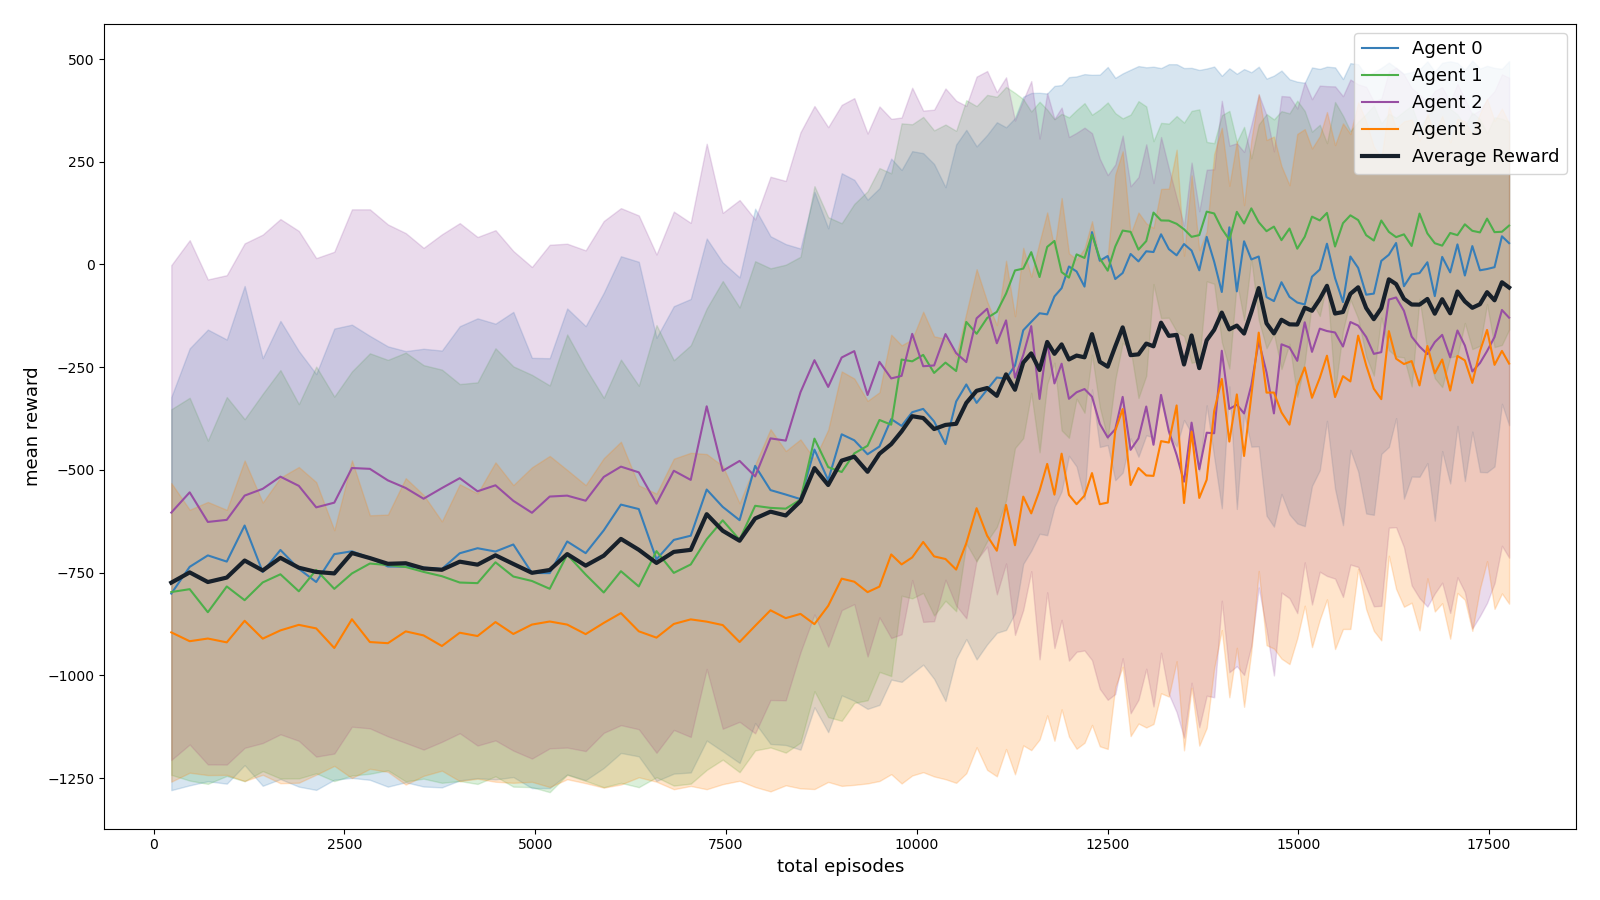 500
250
0
−250
−500
−750
−1000
−1250
mean reward
0
2500
5000
7500
10000
12500
15000
17500
total episodes
Agent 0
Agent 1
Agent 2
Agent 3
Average Reward